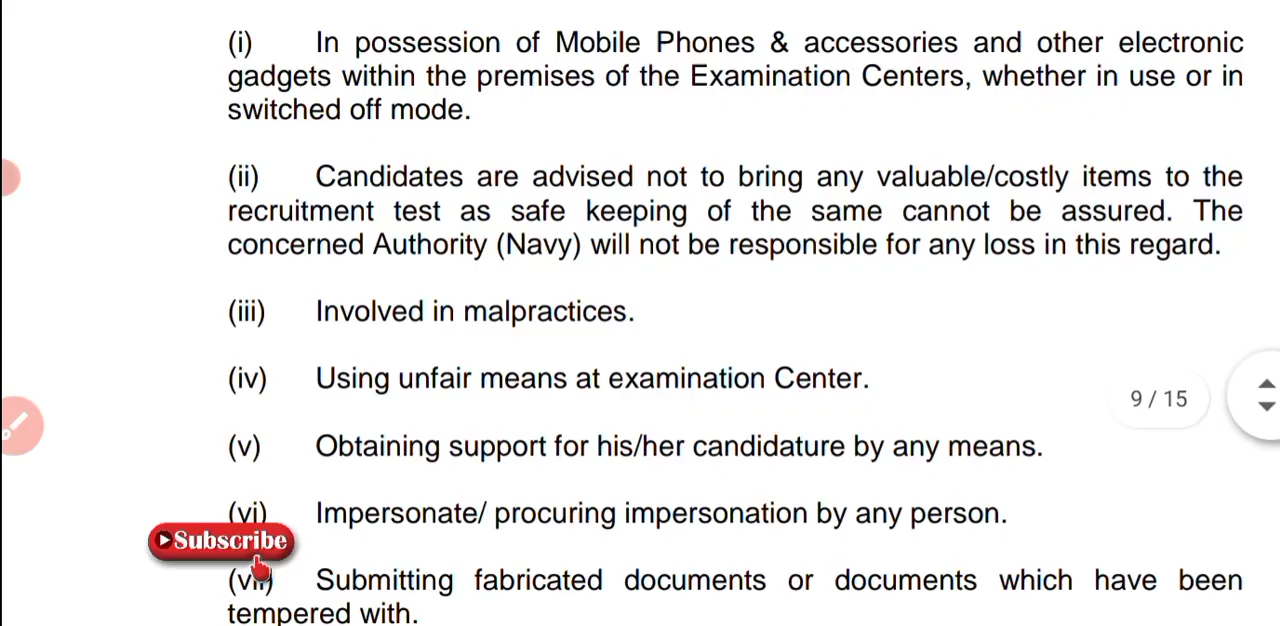 (i) In possession of Mobile Phones & accessories and other electronic
gadgets within the premises of the Examination Centers, whether in use or in
switched off mode.
(ii) Candidates are advised not to bring any valuable/costly items to the
recruitment test as safe keeping of the same cannot be assured. The
concerned Authority (Navy) will not be responsible for any loss in this regard.
(iii) Involved in malpractices.
(iv) Using unfair means at examination Center.
9 / 15
(v) Obtaining support for his/her candidature by any means.
(vi) Impersonate/ procuring impersonation by any person.
Subscribe
(vii) Submitting fabricated documents or documents which have been
tempered with.